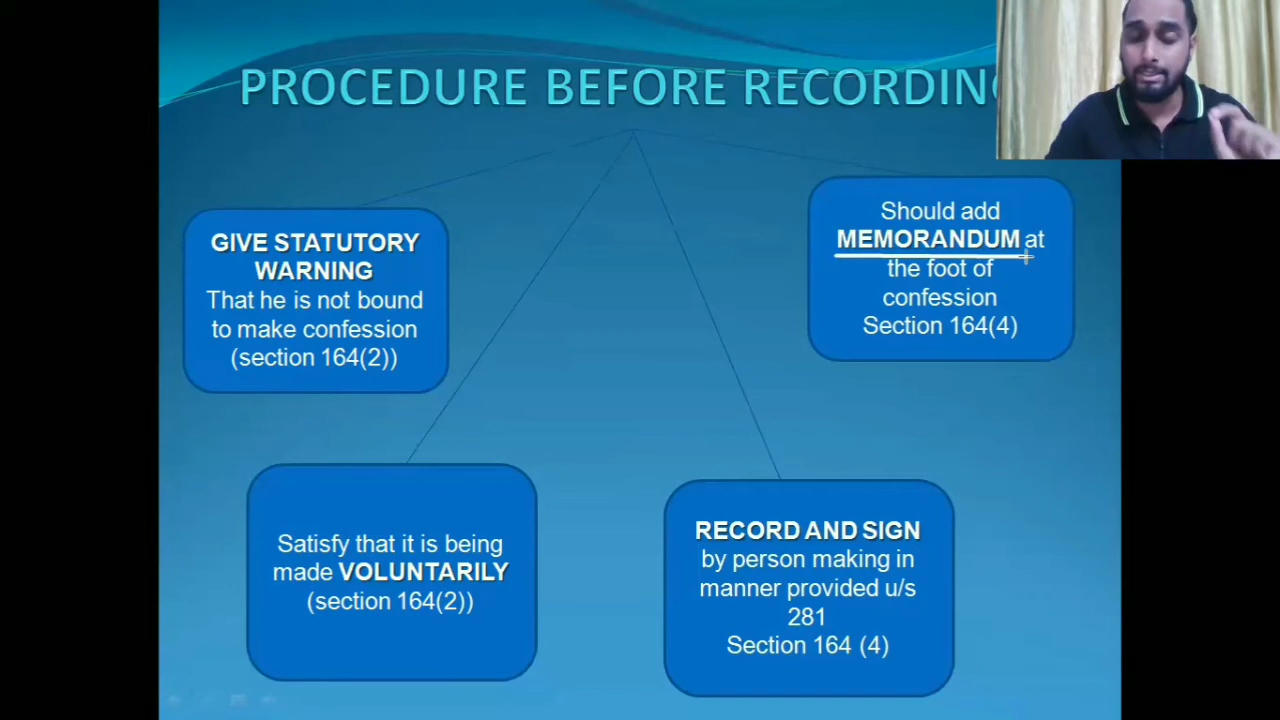 PROCEDURE BEFORE RECORDING
GIVE STATUTORY
WARNING
That he is not bound
to make confession
(section 164(2))
Should add
MEMORANDUM at
the foot of
confession
Section 164(4)
Satisfy that it is being
made VOLUNTARILY
(section 164(2))
RECORD AND SIGN
by person making in
manner provided u/s
281
Section 164 (4)